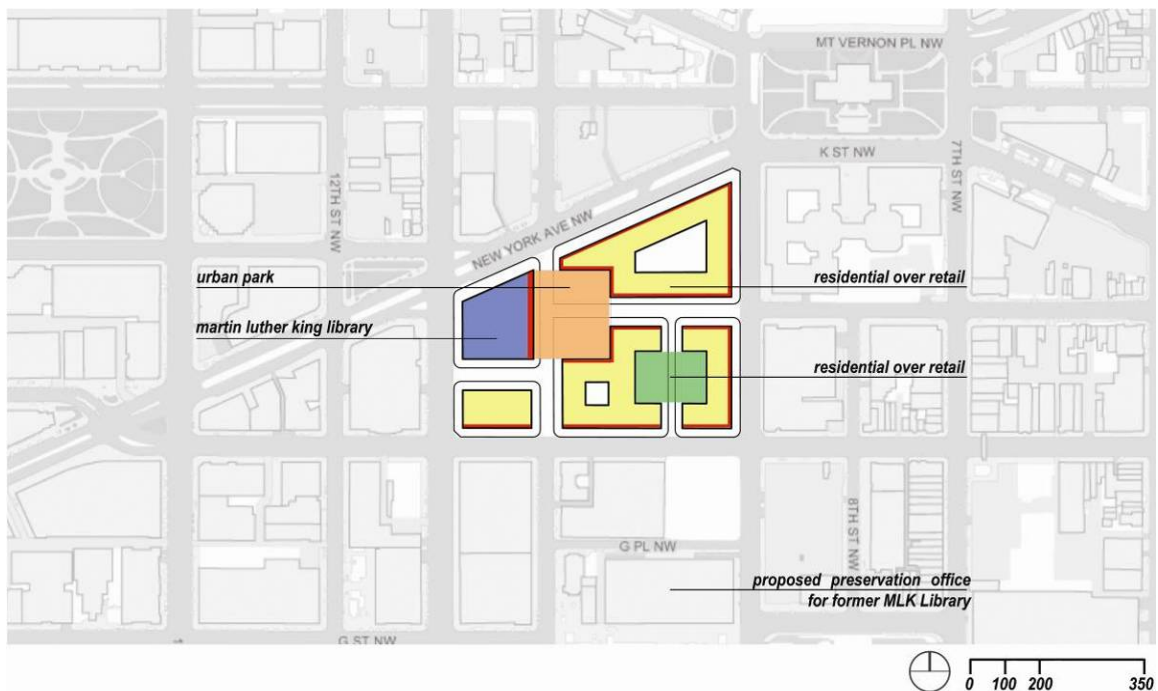 MT VERNON PL NW
K ST NW
7TH ST NW
12TH ST NW
NEW YORK AVE NW
urban park
residential over retail
martin luther king library
residential over retail
8TH ST NW
G PL NW
proposed preservation office
for former MLK Library
G ST NW
0 100 200 350